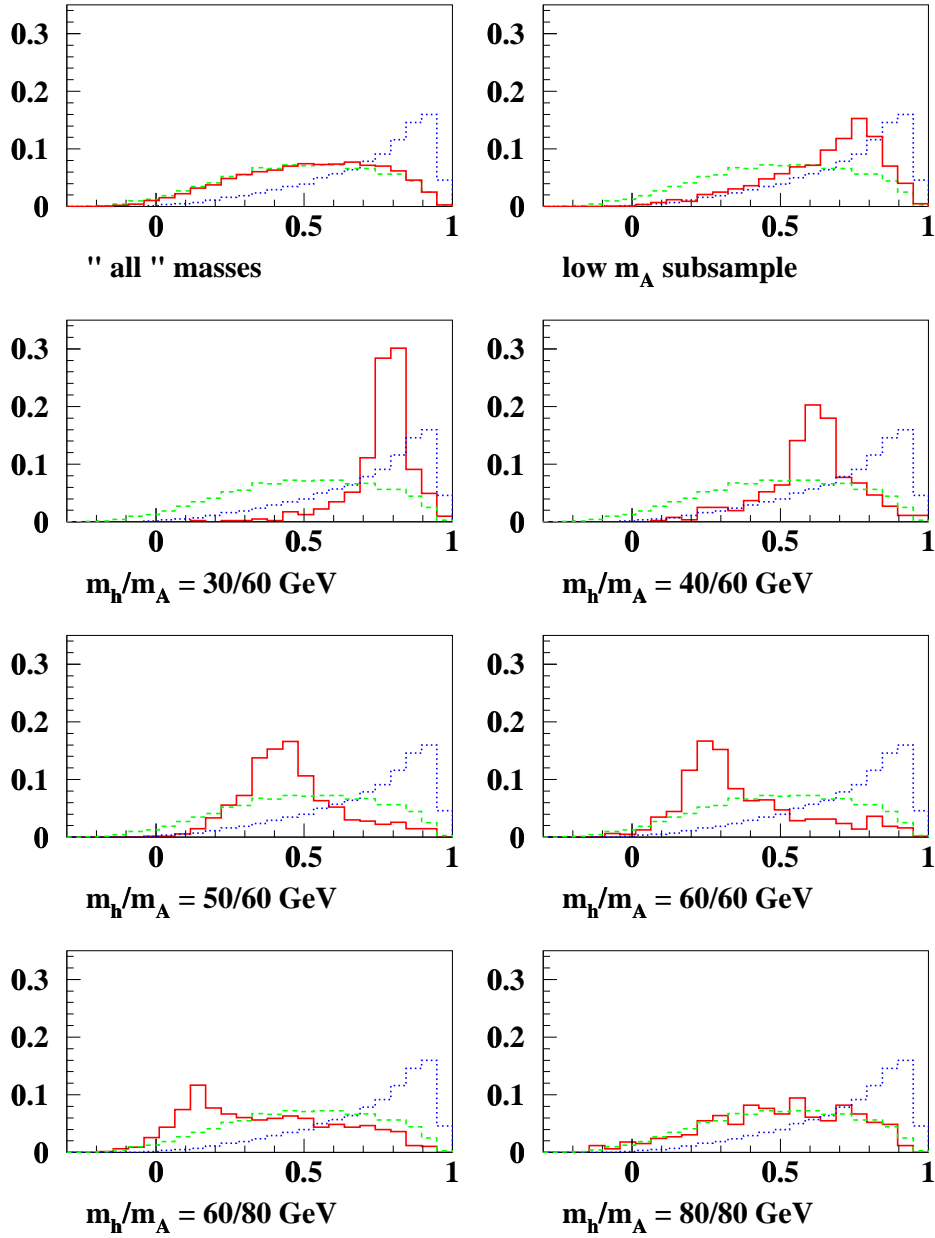 0.3 0.3
0.2 0.2
0.1 0.1
0 0
0 0.5 1 0 0.5 1
" all " masses low m_A subsample
0.3 0.3
0.2 0.2
0.1 0.1
0 0
0 0.5 1 0 0.5 1
m_h/m_A = 30/60 GeV m_h/m_A = 40/60 GeV
0.3 0.3
0.2 0.2
0.1 0.1
0 0
0 0.5 1 0 0.5 1
m_h/m_A = 50/60 GeV m_h/m_A = 60/60 GeV
0.3 0.3
0.2 0.2
0.1 0.1
0 0
0 0.5 1 0 0.5 1
m_h/m_A = 60/80 GeV m_h/m_A = 80/80 GeV